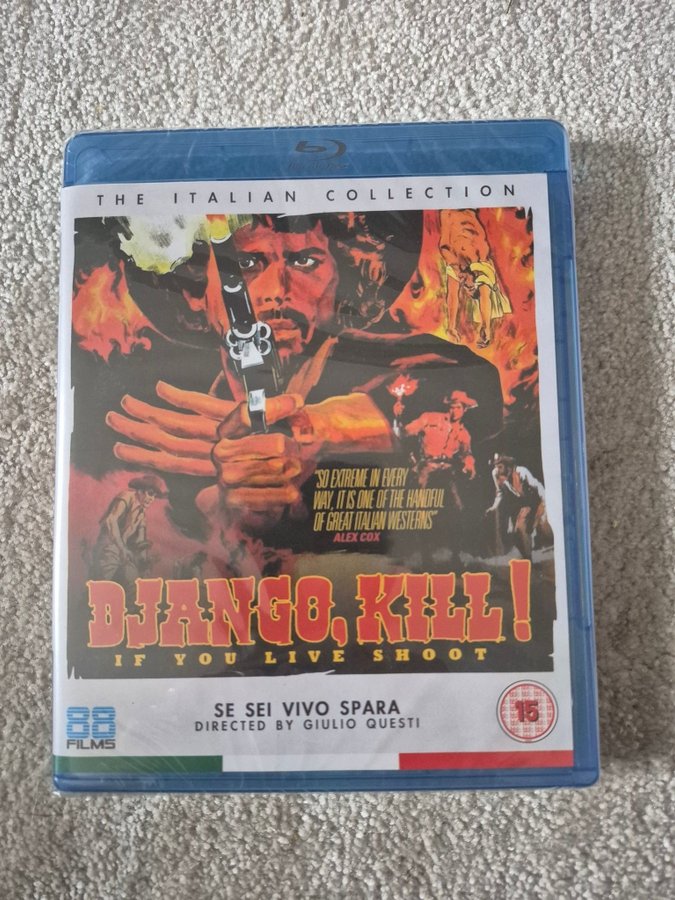 THE ITALIAN COLLECTION
"SO EXTREME IN EVERY
WAY, IT IS ONE OF THE HANDFUL
OF GREAT ITALIAN WESTERNS"
ALEX COX
DJANGO, KILL!
IF YOU LIVE SHOOT
SE SEI VIVO SPARA
DIRECTED BY GIULIO QUESTI
88
FILMS
15